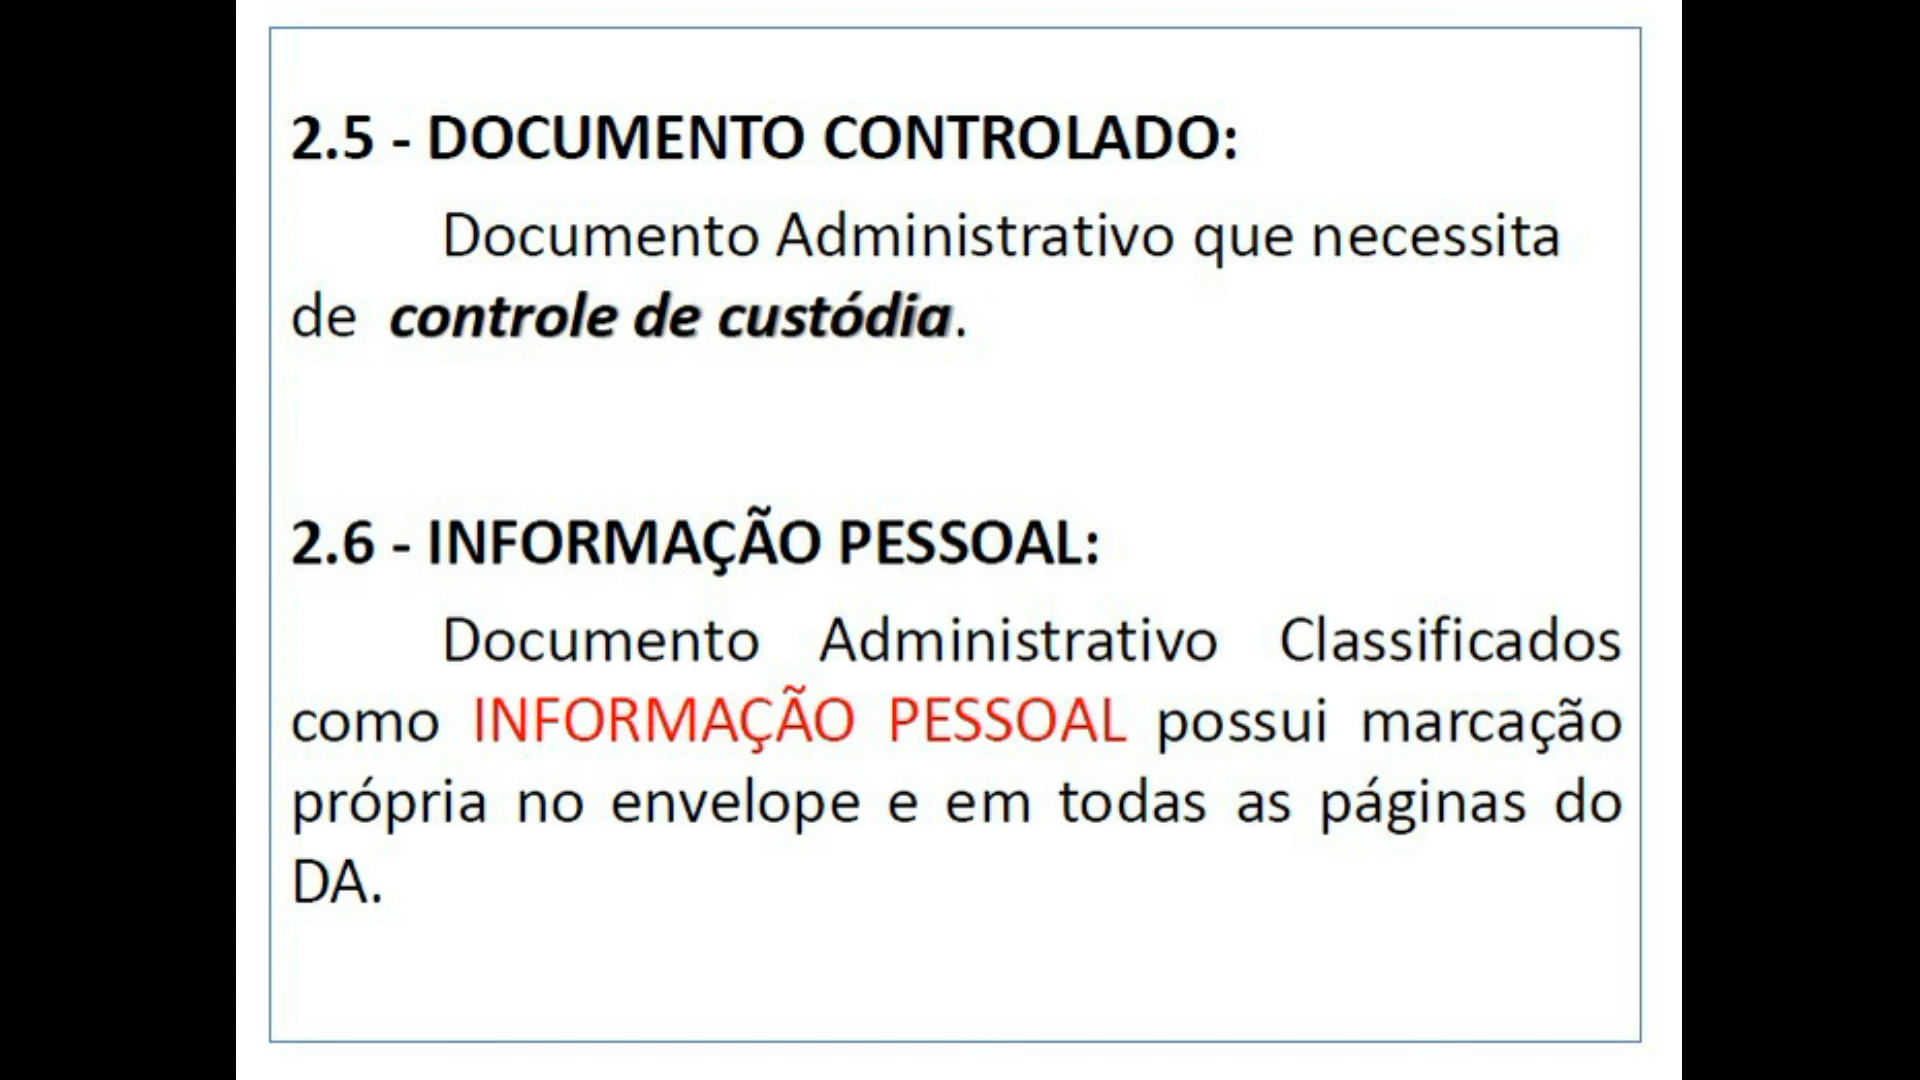 2.5 - DOCUMENTO CONTROLADO:
Documento Administrativo que necessita
de controle de custódia.
2.6 - INFORMAÇÃO PESSOAL:
Documento Administrativo Classificados
como INFORMAÇÃO PESSOAL possui marcação
própria no envelope e em todas as páginas do
DA.